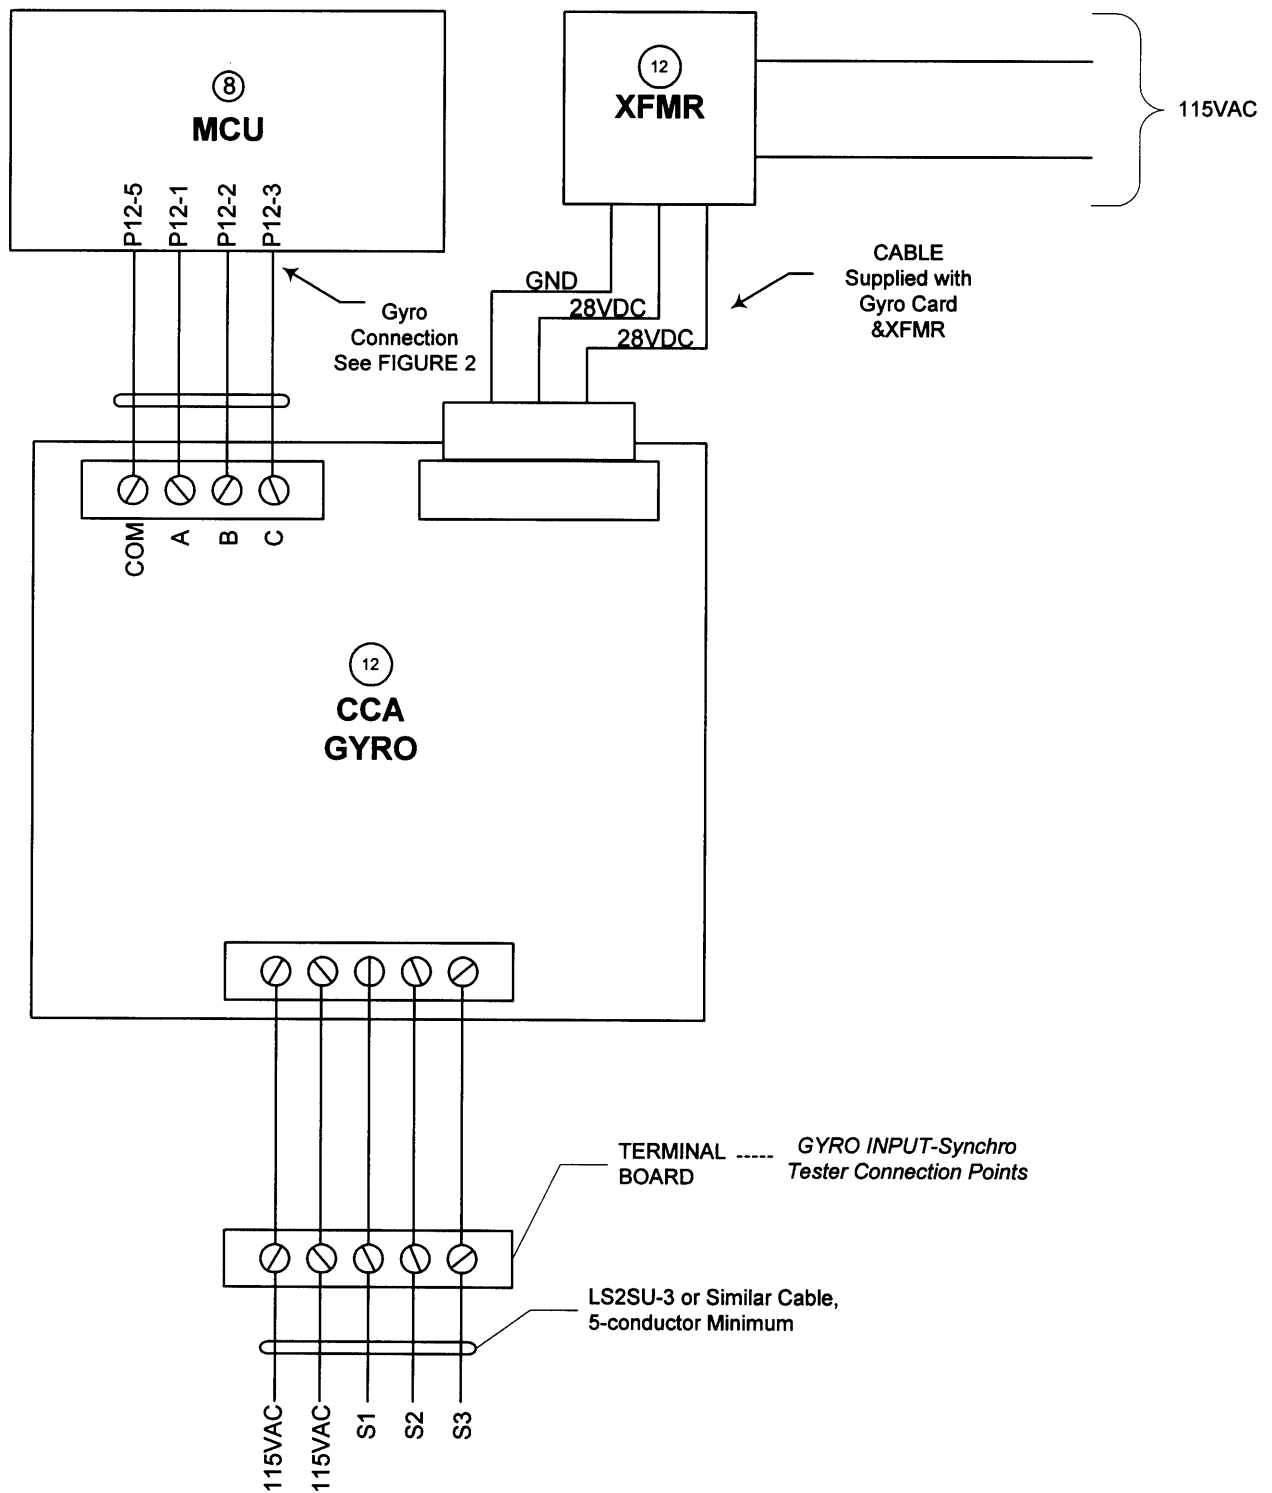 8
MCU
P12-5
P12-1
P12-2
P12-3
12
XFMR
115VAC
GND
28VDC
28VDC
CABLE
Supplied with
Gyro Card
&XFMR
Gyro
Connection
See FIGURE 2
COM
A
B
C
12
CCA
GYRO
TERMINAL ----- GYRO INPUT-Synchro
BOARD Tester Connection Points
LS2SU-3 or Similar Cable,
5-conductor Minimum
115VAC
115VAC
S1
S2
S3